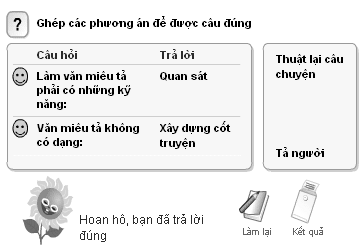 ? Ghép các phương án để được câu đúng
Câu hỏi Trả lời
Làm văn miêu tả phải có những kỹ năng: Quan sát
Văn miêu tả không có dạng: Xây dựng cốt truyện
Thuật lại câu chuyện
Tả người
Hoan hô, bạn đã trả lời đúng
Làm lại Kết quả